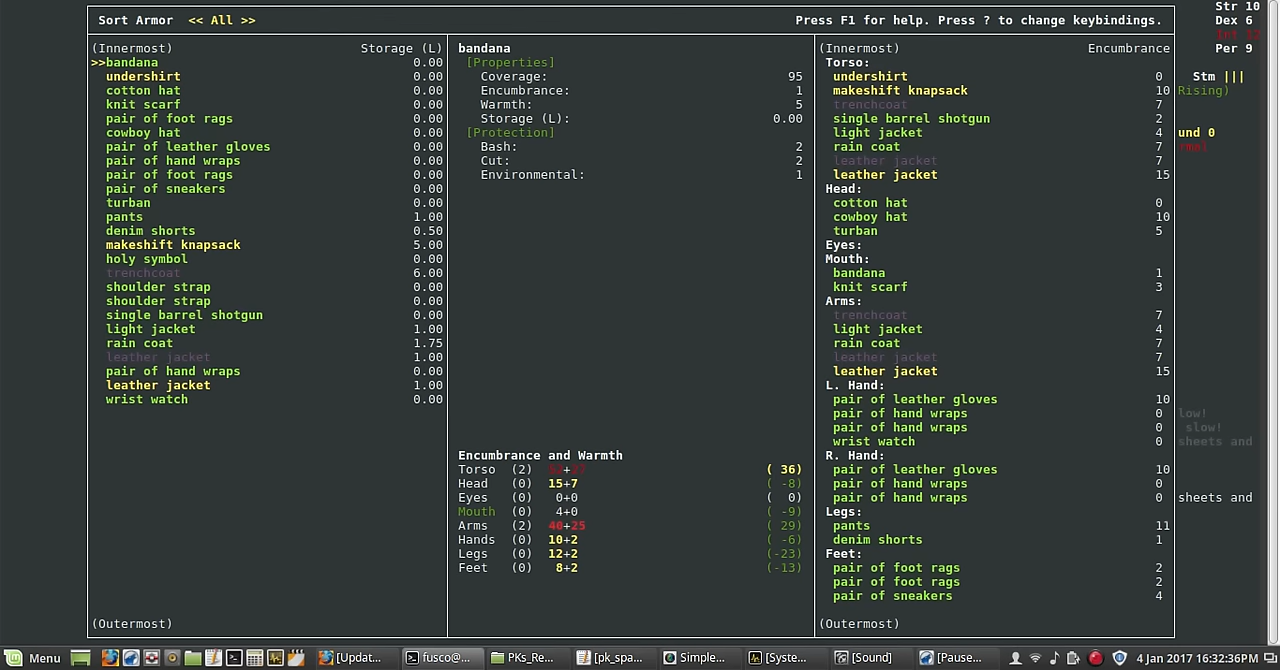 Sort Armor << All >> Press F1 for help. Press ? to change keybindings.
Str 10
Dex 6
Int 12
Per 9
(Innermost) Storage (L)
>>bandana 0.00
undershirt 0.00
cotton hat 0.00
knit scarf 0.00
pair of foot rags 0.00
cowboy hat 0.00
pair of leather gloves 0.00
pair of hand wraps 0.00
pair of foot rags 0.00
pair of sneakers 0.00
turban 0.00
pants 1.00
denim shorts 0.50
makeshift knapsack 5.00
holy symbol 0.00
trenchcoat 6.00
shoulder strap 0.00
shoulder strap 0.00
single barrel shotgun 0.00
light jacket 1.00
rain coat 1.75
leather jacket 1.00
pair of hand wraps 0.00
leather jacket 1.00
wrist watch 0.00
(Outermost)
bandana
[Properties]
Coverage: 95
Encumbrance: 1
Warmth: 5
Storage (L): 0.00
[Protection]
Bash: 2
Cut: 2
Environmental: 1
Encumbrance and Warmth
Torso (2) ( 36)
Head (0) 15+7 ( -8)
Eyes (0) 0+0 ( 0)
Mouth (0) 4+0 ( -9)
Arms (2) 40+25 ( 29)
Hands (0) 10+2 ( -6)
Legs (0) 12+2 (-23)
Feet (0) 8+2 (-13)
(Innermost) Encumbrance
Torso:
undershirt 0
makeshift knapsack 10
trenchcoat 7
single barrel shotgun 2
light jacket 4
rain coat 7
leather jacket 7
leather jacket 15
Head:
cotton hat 0
cowboy hat 10
turban 5
Eyes:
Mouth:
bandana 1
knit scarf 3
Arms:
trenchcoat 7
light jacket 4
rain coat 7
leather jacket 7
leather jacket 15
L. Hand:
pair of leather gloves 10
pair of hand wraps 0
pair of hand wraps 0
wrist watch 0
R. Hand:
pair of leather gloves 10
pair of hand wraps 0
pair of hand wraps 0
Legs:
pants 11
denim shorts 1
Feet:
pair of foot rags 2
pair of foot rags 2
pair of sneakers 4
(Outermost)
Stm |||
Rising)
und 0
low!
slow!
sheets and
sheets and
Menu [Updat... fusco@... PKs_Re... [pk_spa... Simple... [Syste... [Sound] [Pause... 4 Jan 2017 16:32:36PM